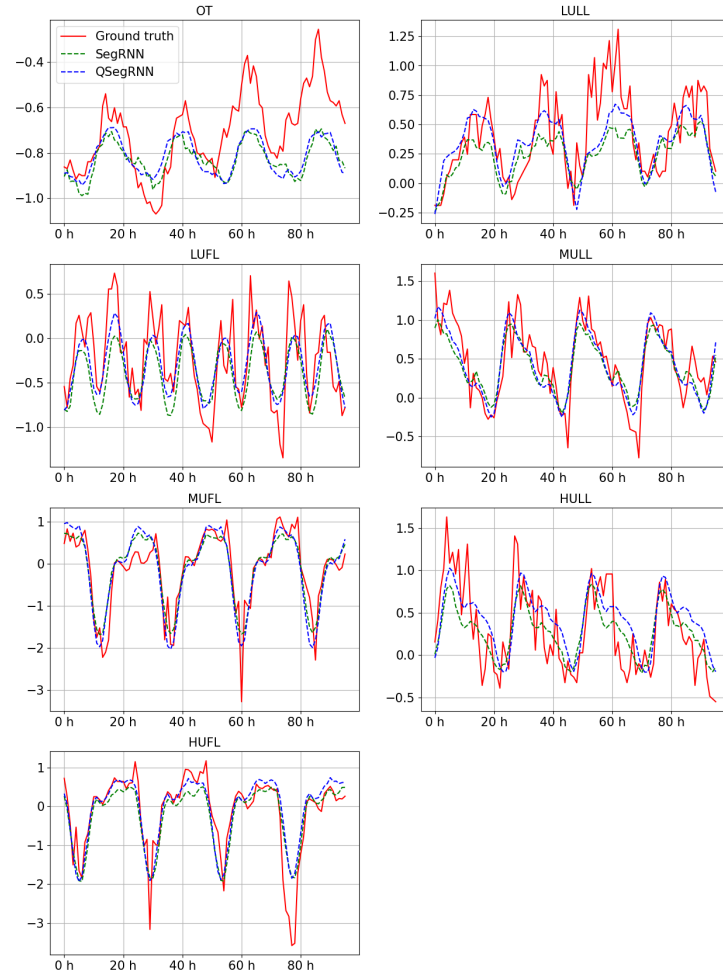 OT
Ground truth
SegRNN
QSegRNN
−0.4
−0.6
−0.8
−1.0
0 h 20 h 40 h 60 h 80 h
LULL
1.25
1.00
0.75
0.50
0.25
0.00
−0.25
0 h 20 h 40 h 60 h 80 h
LUFL
0.5
0.0
−0.5
−1.0
0 h 20 h 40 h 60 h 80 h
MULL
1.5
1.0
0.5
0.0
−0.5
0 h 20 h 40 h 60 h 80 h
MUFL
1
0
−1
−2
−3
0 h 20 h 40 h 60 h 80 h
HULL
1.5
1.0
0.5
0.0
−0.5
0 h 20 h 40 h 60 h 80 h
HUFL
1
0
−1
−2
−3
0 h 20 h 40 h 60 h 80 h